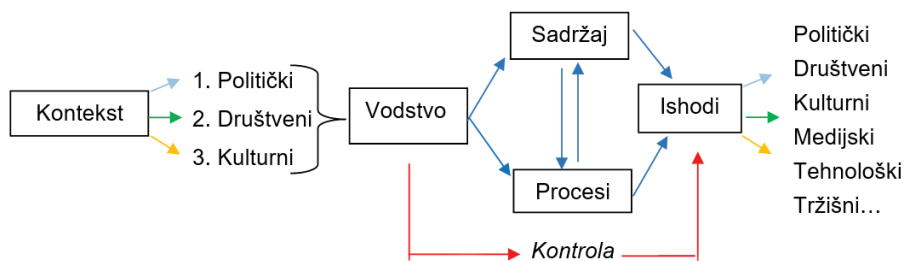 Kontekst
1. Politički
2. Društveni
3. Kulturni
Vodstvo
Sadržaj
Procesi
Kontrola
Ishodi
Politički
Društveni
Kulturni
Medijski
Tehnološki
Tržišni…